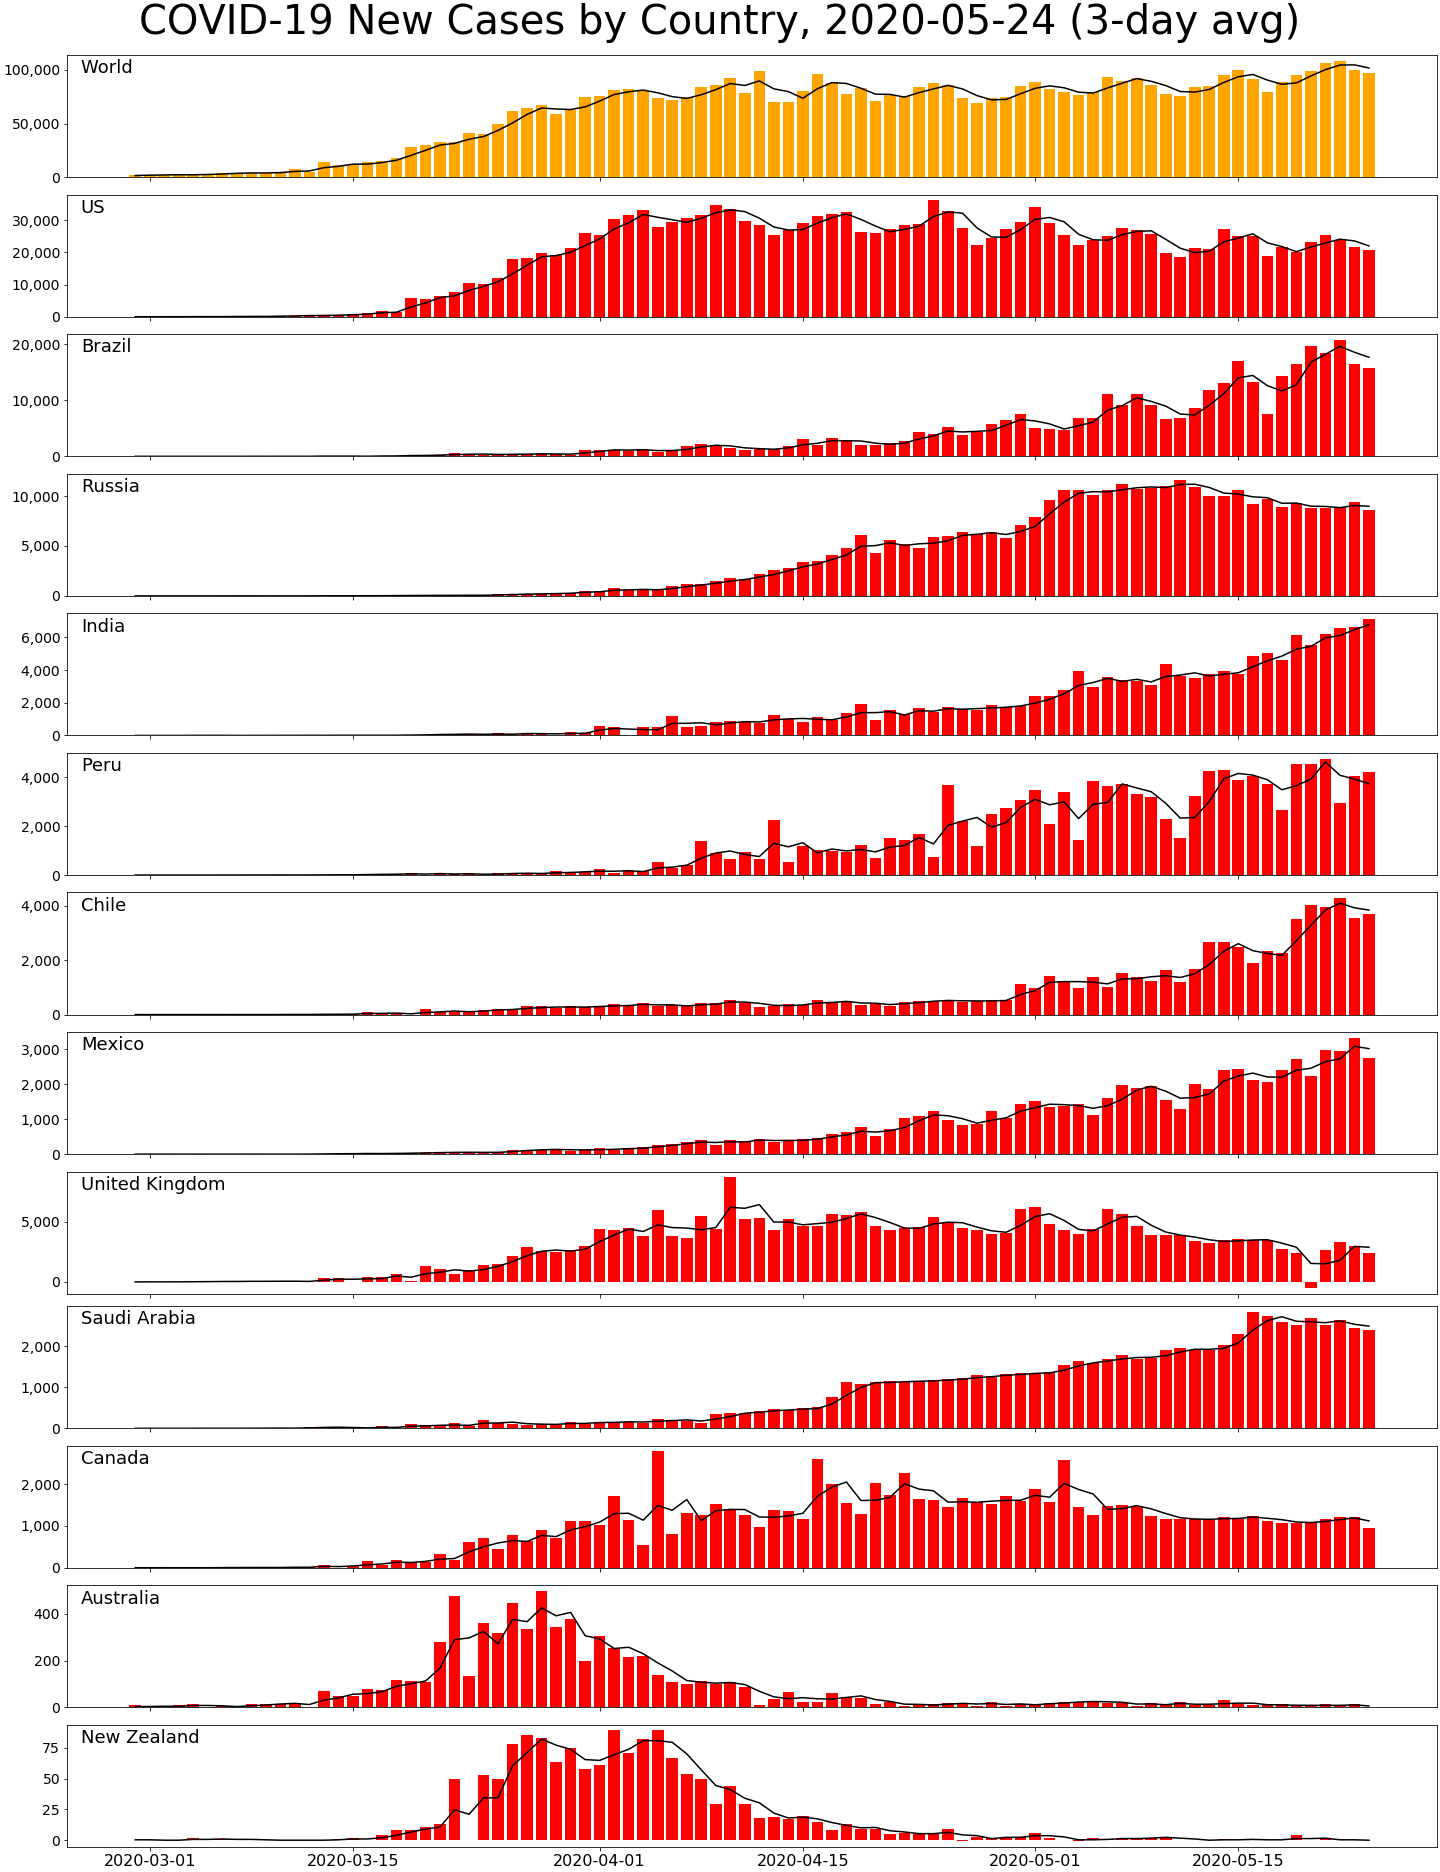 COVID-19 New Cases by Country, 2020-05-24 (3-day avg)
World
100,000
50,000
0
US
30,000
20,000
10,000
0
Brazil
20,000
10,000
0
Russia
10,000
5,000
0
India
6,000
4,000
2,000
0
Peru
4,000
2,000
0
Chile
4,000
2,000
0
Mexico
3,000
2,000
1,000
0
United Kingdom
5,000
0
Saudi Arabia
2,000
1,000
0
Canada
2,000
1,000
0
Australia
400
200
0
New Zealand
75
50
25
0
2020-03-01 2020-03-15 2020-04-01 2020-04-15 2020-05-01 2020-05-15